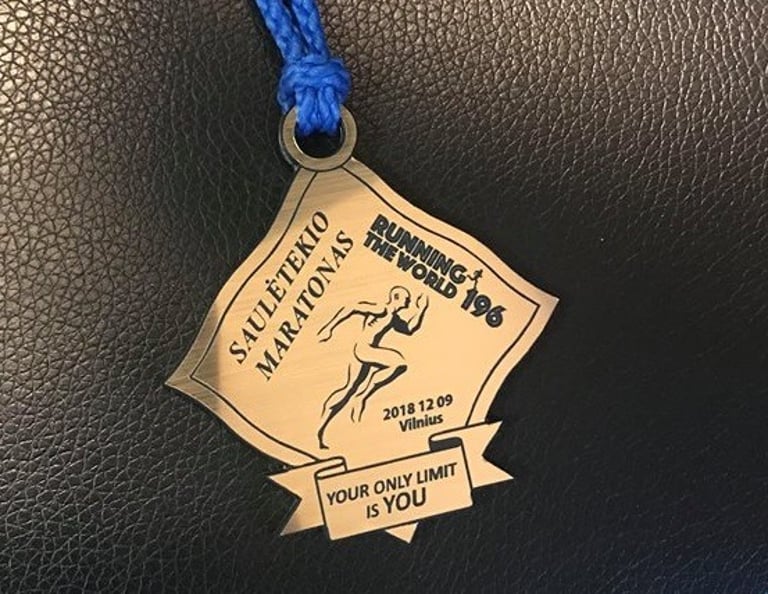 SAULĖTEKIO
MARATONAS
RUNNING
THE WORLD 196
2018 12 09
Vilnius
YOUR ONLY LIMIT
IS YOU